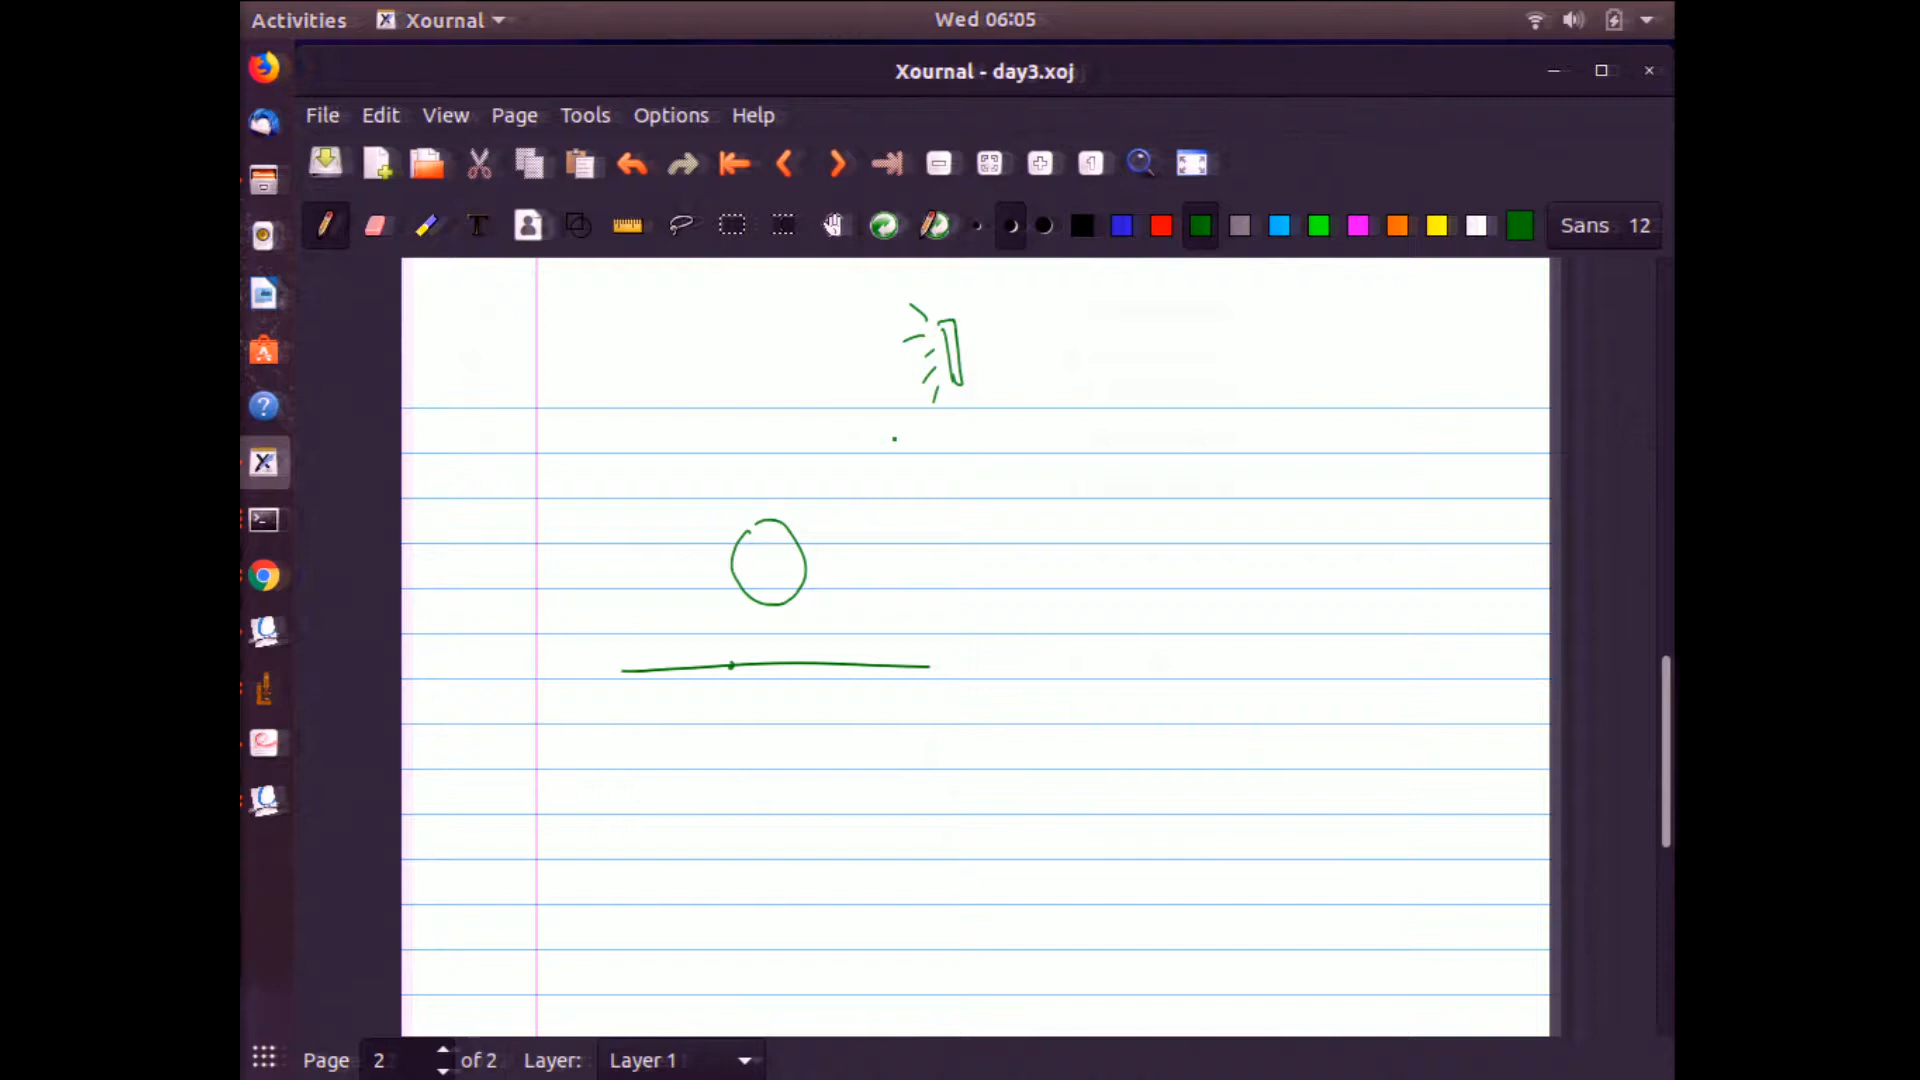 Activities Xournal Wed 06:05
Xournal - day3.xoj
File Edit View Page Tools Options Help
Sans 12
Page 2 of 2 Layer: Layer 1